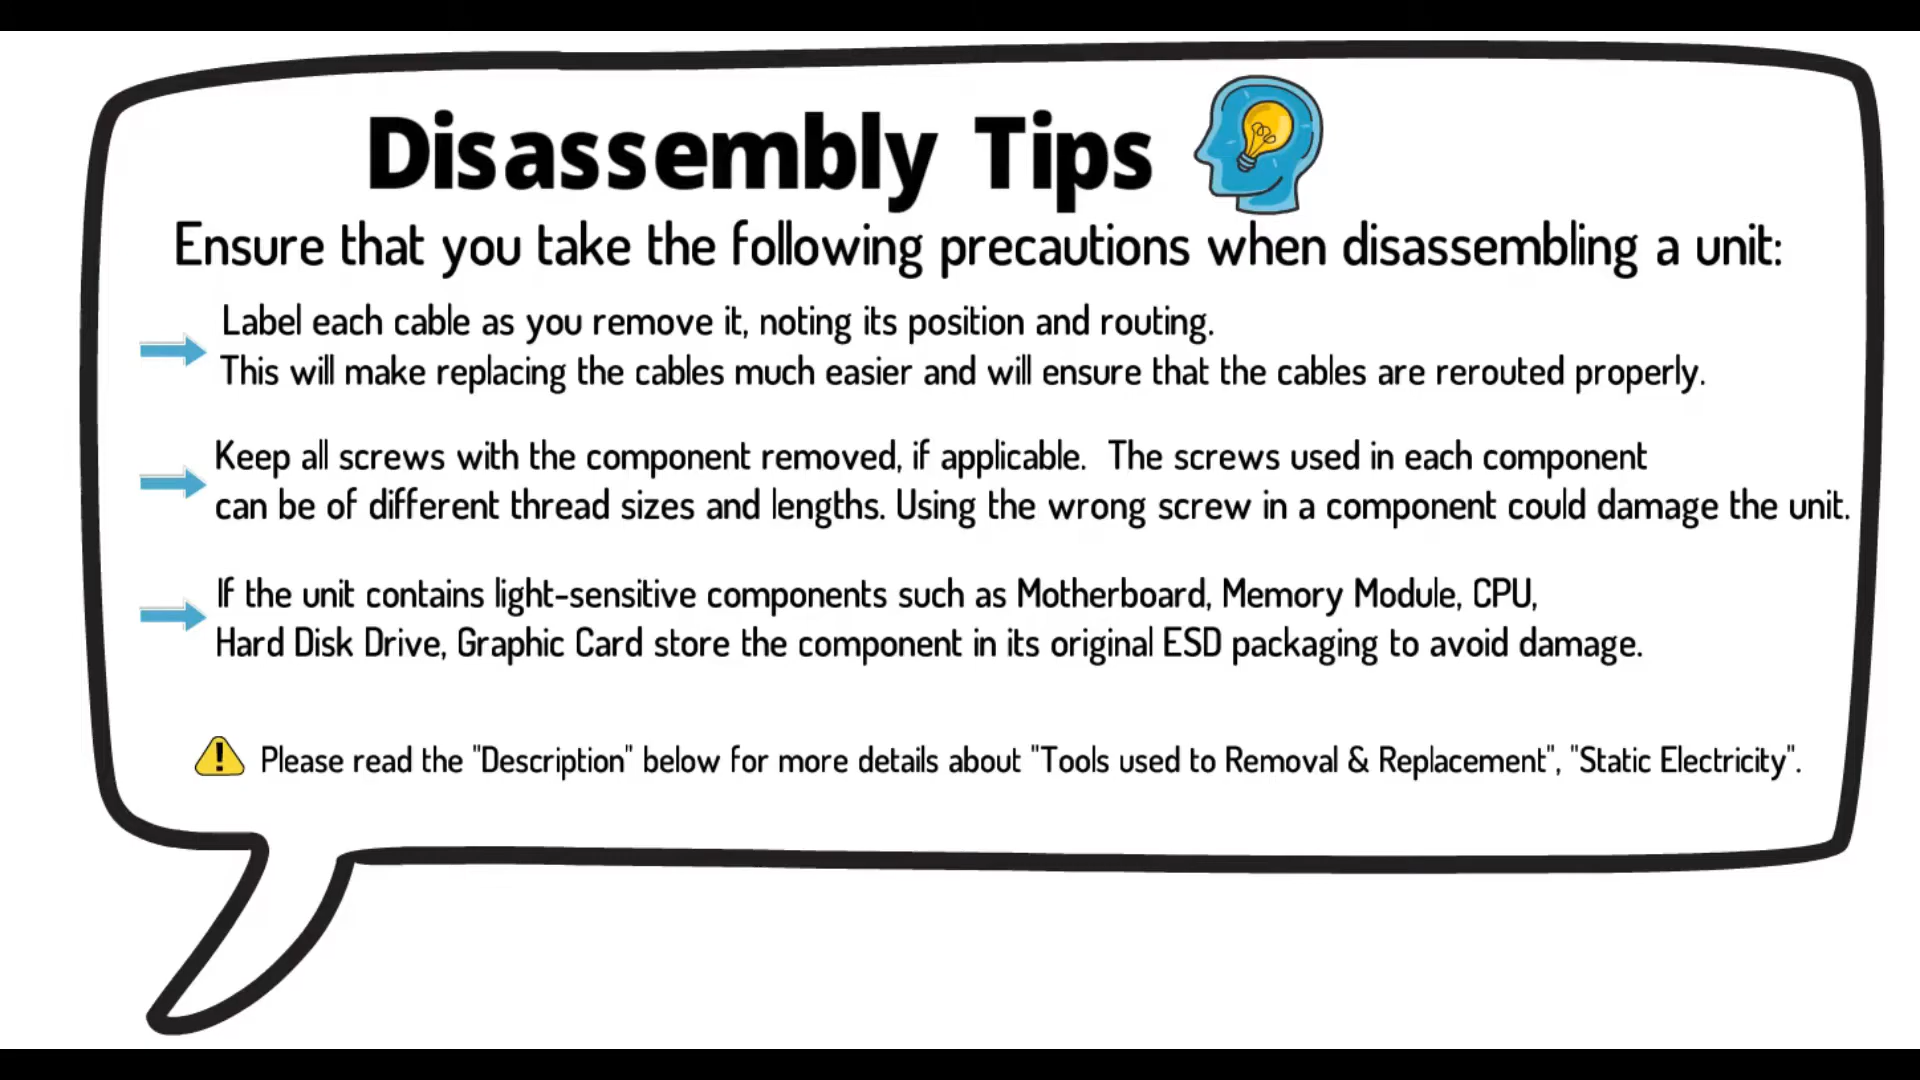 Disassembly Tips
Ensure that you take the following precautions when disassembling a unit:
Label each cable as you remove it, noting its position and routing.
This will make replacing the cables much easier and will ensure that the cables are rerouted properly.
Keep all screws with the component removed, if applicable. The screws used in each component
can be of different thread sizes and lengths. Using the wrong screw in a component could damage the unit.
If the unit contains light-sensitive components such as Motherboard, Memory Module, CPU,
Hard Disk Drive, Graphic Card store the component in its original ESD packaging to avoid damage.
Please read the "Description" below for more details about "Tools used to Removal & Replacement", "Static Electricity".